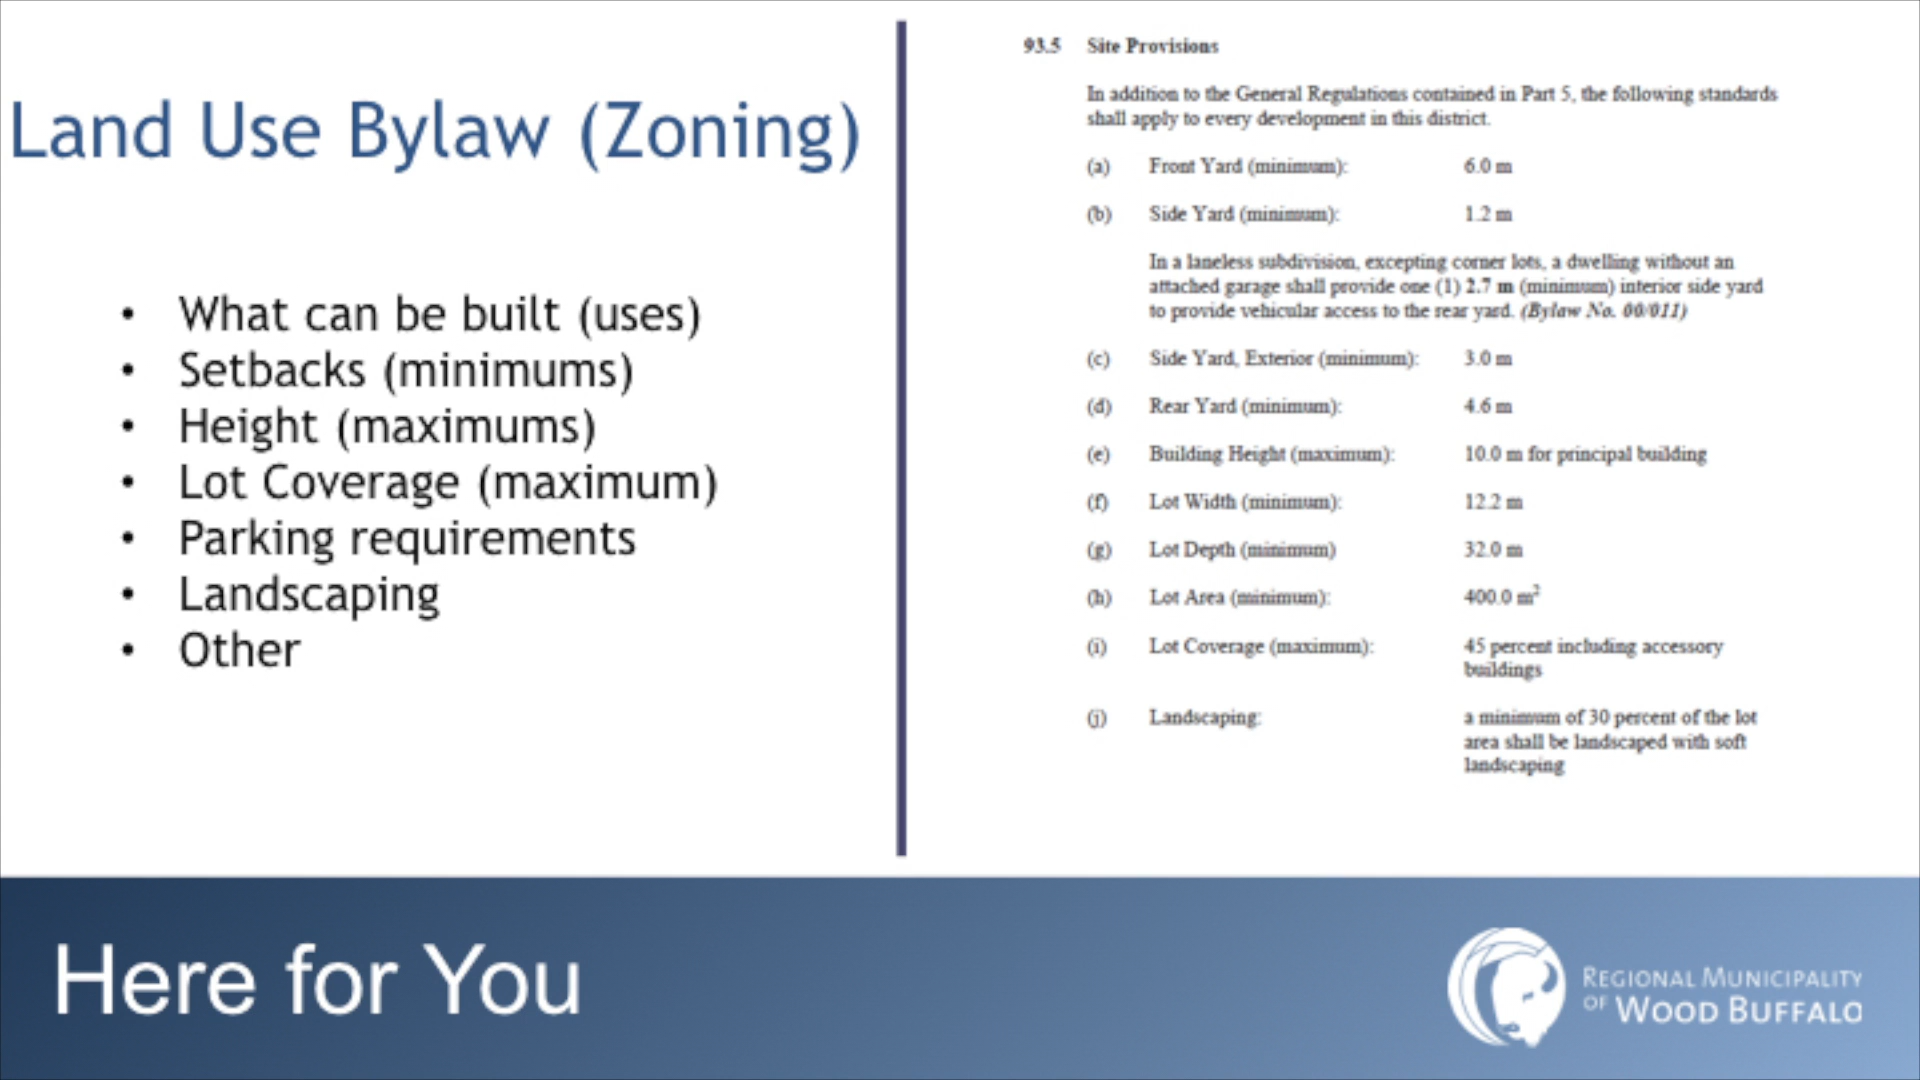 Land Use Bylaw (Zoning)
• What can be built (uses)
• Setbacks (minimums)
• Height (maximums)
• Lot Coverage (maximum)
• Parking requirements
• Landscaping
• Other
93.5 Site Provisions
In addition to the General Regulations contained in Part 5, the following standards
shall apply to every development in this district.
(a) Front Yard (minimum): 6.0 m
(b) Side Yard (minimum): 1.2 m
In a laneless subdivision, excepting corner lots, a dwelling without an
attached garage shall provide one (1) 2.7 m (minimum) interior side yard
to provide vehicular access to the rear yard. (Bylaw No. 00/011)
(c) Side Yard, Exterior (minimum): 3.0 m
(d) Rear Yard (minimum): 4.6 m
(e) Building Height (maximum): 10.0 m for principal building
(f) Lot Width (minimum): 12.2 m
(g) Lot Depth (minimum) 32.0 m
(h) Lot Area (minimum): 400.0 m²
(i) Lot Coverage (maximum): 45 percent including accessory
buildings
(j) Landscaping: a minimum of 30 percent of the lot
area shall be landscaped with soft
landscaping
Here for You
REGIONAL MUNICIPALITY
OF WOOD BUFFALO